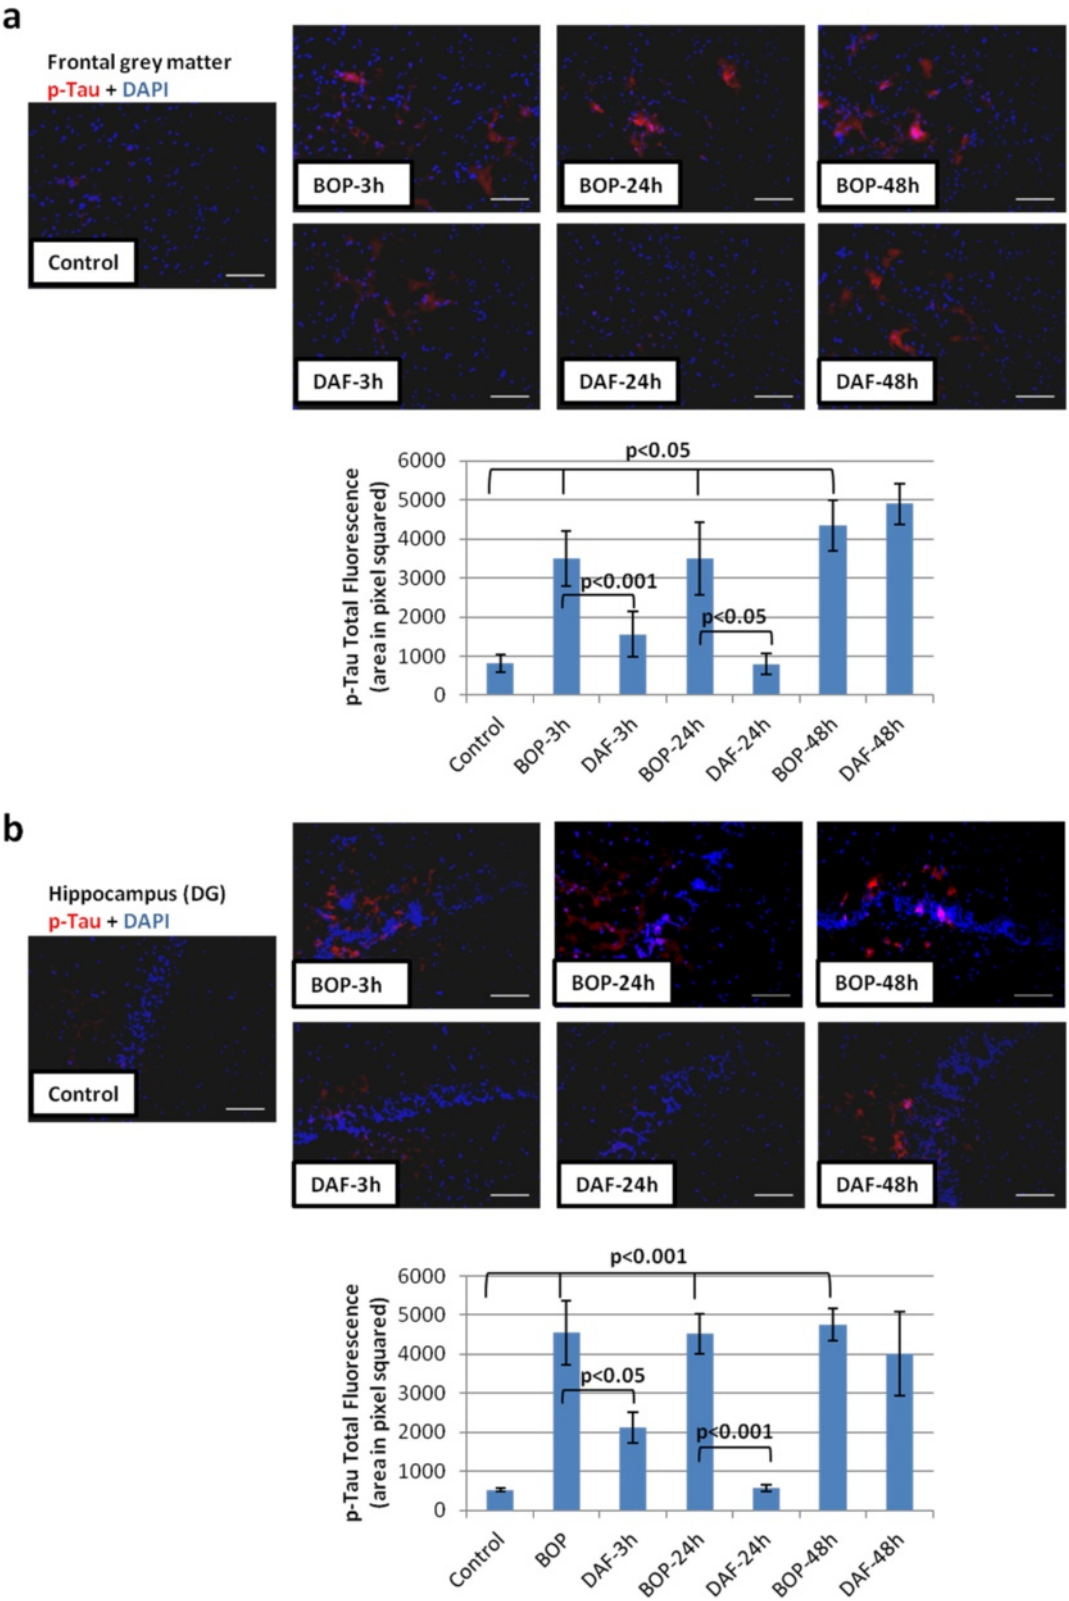 a
Frontal grey matter
p-Tau + DAPI
Control
BOP-3h
BOP-24h
BOP-48h
DAF-3h
DAF-24h
DAF-48h
p-Tau Total Fluorescence
(area in pixel squared)
6000
5000
4000
3000
2000
1000
0
p<0.05
p<0.001
p<0.05
Control
BOP-3h
DAF-3h
BOP-24h
DAF-24h
BOP-48h
DAF-48h
b
Hippocampus (DG)
p-Tau + DAPI
Control
BOP-3h
BOP-24h
BOP-48h
DAF-3h
DAF-24h
DAF-48h
p-Tau Total Fluorescence
(area in pixel squared)
6000
5000
4000
3000
2000
1000
0
p<0.001
p<0.05
p<0.001
Control
BOP
DAF-3h
BOP-24h
DAF-24h
BOP-48h
DAF-48h